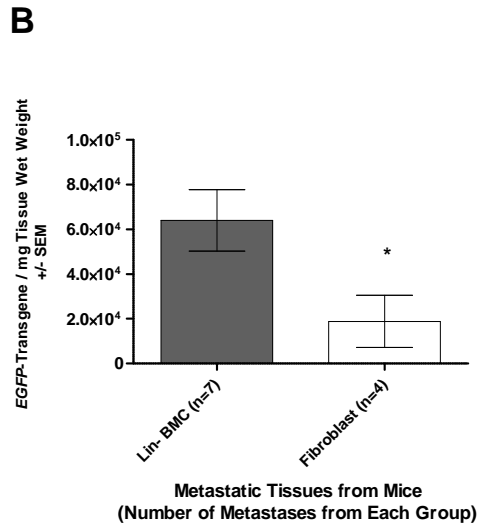 B
1.0×10⁵
8.0×10⁴
6.0×10⁴
4.0×10⁴
2.0×10⁴
0
EGFP-Transgene / mg Tissue Wet Weight
+/- SEM
*
Lin- BMC (n=7)
Fibroblast (n=4)
Metastatic Tissues from Mice
(Number of Metastases from Each Group)